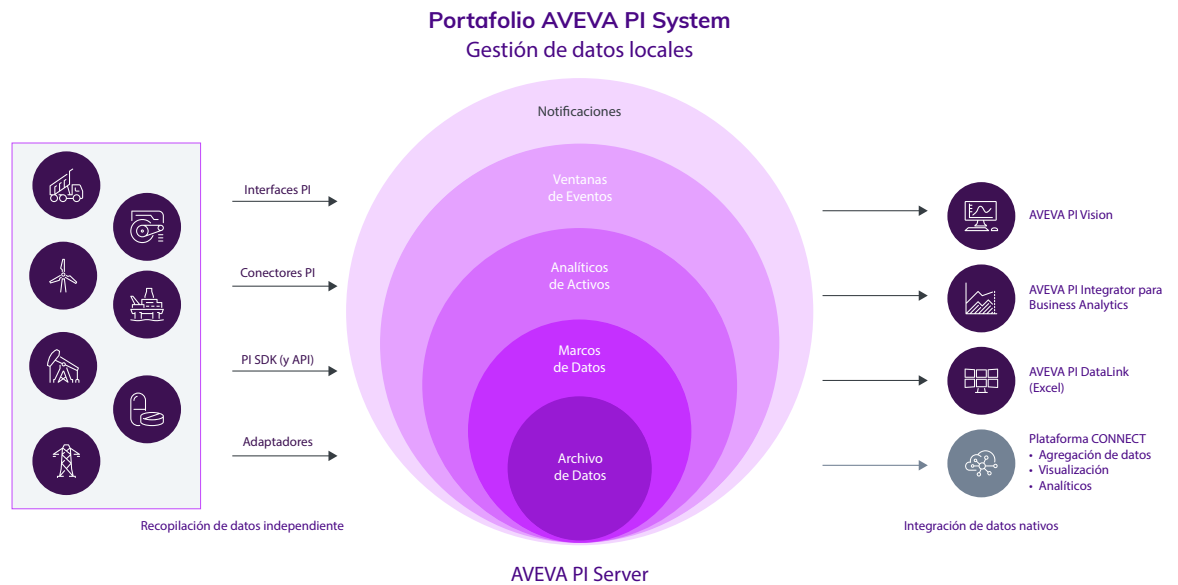 Portafolio AVEVA PI System
Gestión de datos locales
Notificaciones
Ventanas
de Eventos
Analíticos
de Activos
Marcos
de Datos
Archivo
de Datos
Interfaces PI
Conectores PI
PI SDK (y API)
Adaptadores
Recopilación de datos independiente
AVEVA PI Vision
AVEVA PI Integrator para
Business Analytics
AVEVA PI DataLink
(Excel)
Plataforma CONNECT
• Agregación de datos
• Visualización
• Analíticos
Integración de datos nativos
AVEVA PI Server